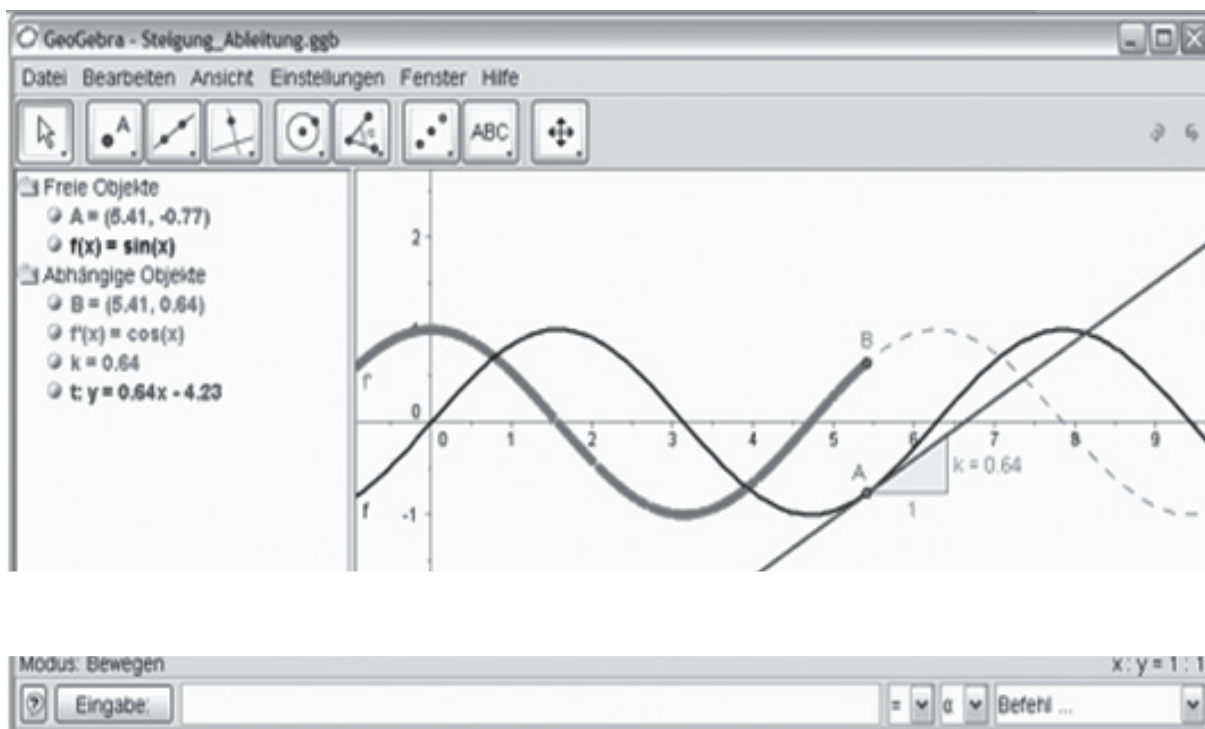 GeoGebra - Steigung_Ableitung.ggb
Datei Bearbeiten Ansicht Einstellungen Fenster Hilfe
A ABC
Freie Objekte
A = (5.41, -0.77)
f(x) = sin(x)
Abhängige Objekte
B = (5.41, 0.64)
f'(x) = cos(x)
k = 0.64
t: y = 0.64x - 4.23
2
1
B
f'
0
0 1 2 3 4 5 6 7 8 9
A
k = 0.64
f
-1
1
Modus: Bewegen
x : y = 1 : 1
Eingabe: = α Befehl ...